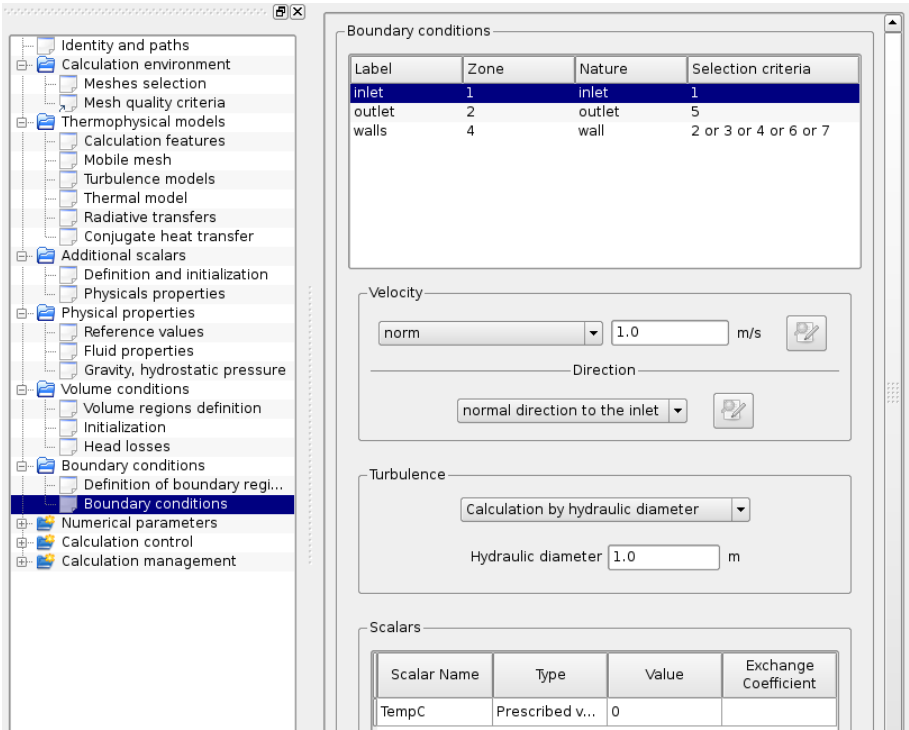 Identity and paths
Calculation environment
Meshes selection
Mesh quality criteria
Thermophysical models
Calculation features
Mobile mesh
Turbulence models
Thermal model
Radiative transfers
Conjugate heat transfer
Additional scalars
Definition and initialization
Physicals properties
Physical properties
Reference values
Fluid properties
Gravity, hydrostatic pressure
Volume conditions
Volume regions definition
Initialization
Head losses
Boundary conditions
Definition of boundary regi...
Boundary conditions
Numerical parameters
Calculation control
Calculation management
Boundary conditions
Label Zone Nature Selection criteria
inlet 1 inlet 1
outlet 2 outlet 5
walls 4 wall 2 or 3 or 4 or 6 or 7
Velocity
norm 1.0 m/s
Direction
normal direction to the inlet
Turbulence
Calculation by hydraulic diameter
Hydraulic diameter 1.0 m
Scalars
Scalar Name Type Value Exchange Coefficient
TempC Prescribed v... 0